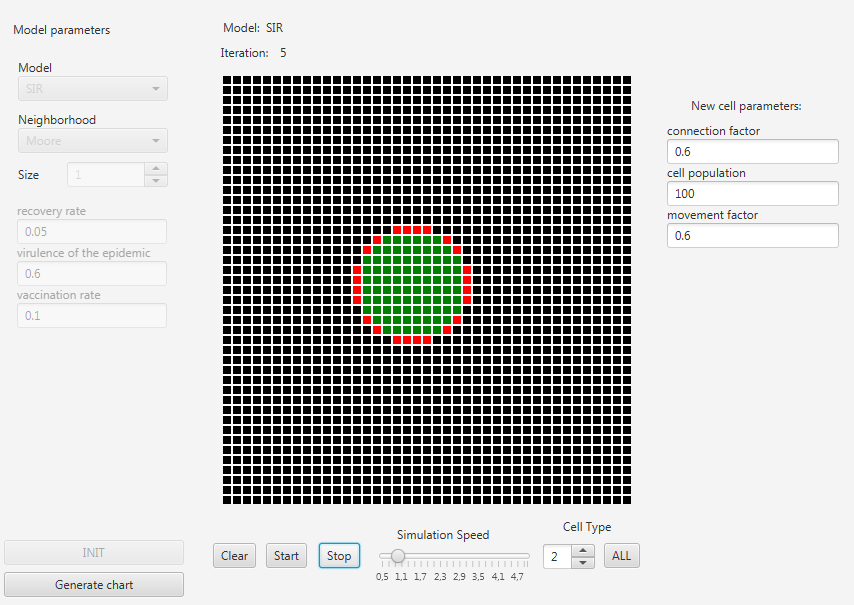 Model parameters
Model: SIR
Iteration: 5
Model
SIR
Neighborhood
Moore
Size 1
recovery rate
0.05
virulence of the epidemic
0.6
vaccination rate
0.1
New cell parameters:
connection factor
0.6
cell population
100
movement factor
0.6
INIT
Generate chart
Clear Start Stop
Simulation Speed
0,5 1,1 1,7 2,3 2,9 3,5 4,1 4,7
Cell Type
2 ALL